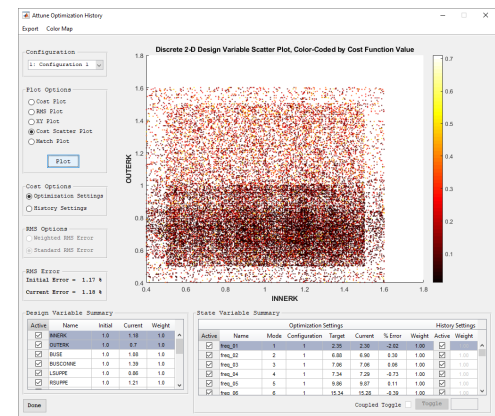 Attune Optimization History
Export Color Map
Configuration
1: Configuration 1
Plot Options
Cost Plot
RMS Plot
XY Plot
Cost Scatter Plot
Match Plot
Plot
Cost Options
Optimization Settings
History Settings
RMS Options
Weighted RMS Error
Standard RMS Error
RMS Error
Initial Error = 1.17 %
Current Error = 1.18 %
Discrete 2-D Design Variable Scatter Plot, Color-Coded by Cost Function Value
OUTERK
1.8
1.6
1.4
1.2
1
0.8
0.6
0.4
0.4 0.6 0.8 1 1.2 1.4 1.6 1.8
INNERK
0.7
0.6
0.5
0.4
0.3
0.2
0.1
Design Variable Summary
Active Name Initial Current Weight
INNERK 1.0 1.18 1.0
OUTERK 1.0 0.7 1.0
BUSE 1.0 1.08 1.0
BUSCONNE 1.0 1.39 1.0
LSUPPE 1.0 0.86 1.0
RSUPPE 1.0 1.21 1.0
State Variable Summary
Optimization Settings History Settings
Active Name Mode Configuration Target Current % Error Weight Active Weight
freq_01 1 1 2.35 2.30 -2.02 1.00 1.00
freq_02 2 1 6.88 6.90 0.30 1.00 1.00
freq_03 3 1 7.06 7.06 0.06 1.00 1.00
freq_04 4 1 7.34 7.29 -0.73 1.00 1.00
freq_05 5 1 9.86 9.87 0.11 1.00 1.00
freq_06 6 1 15.34 15.28 -0.39 1.00 1.00
Coupled Toggle Toggle
Done